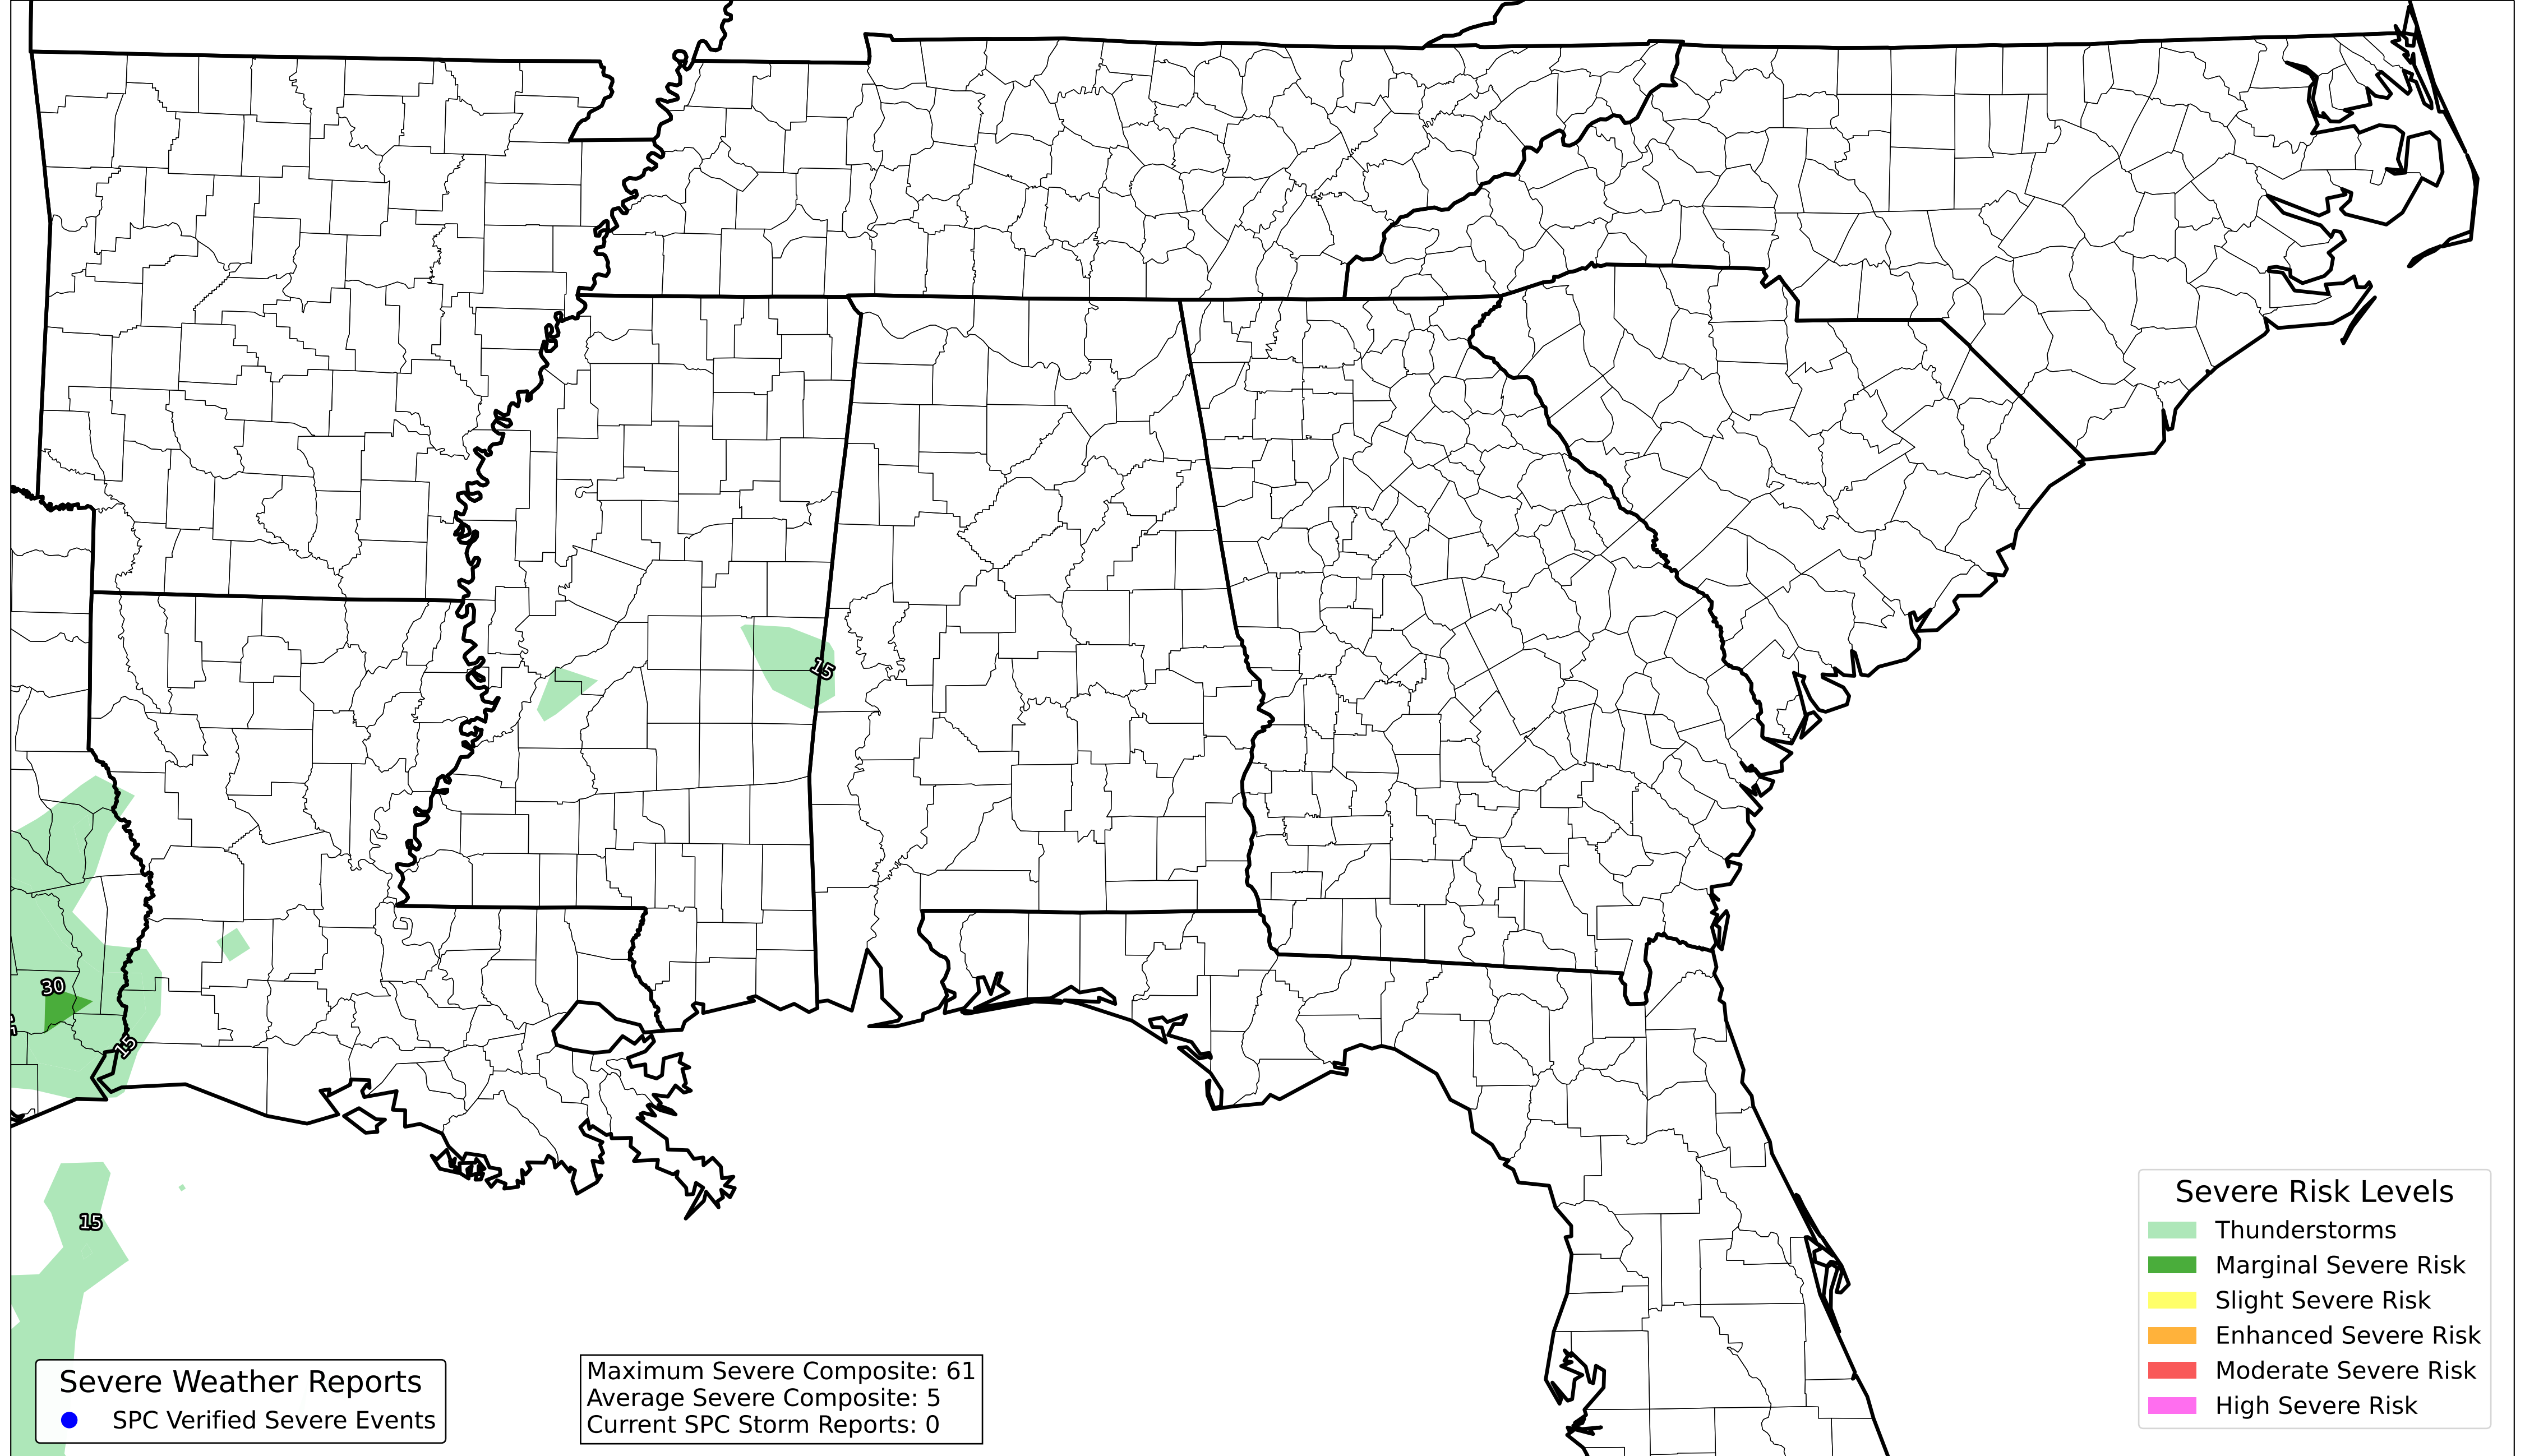 15
30
15
15
Severe Weather Reports
SPC Verified Severe Events
Maximum Severe Composite: 61
Average Severe Composite: 5
Current SPC Storm Reports: 0
Severe Risk Levels
Thunderstorms
Marginal Severe Risk
Slight Severe Risk
Enhanced Severe Risk
Moderate Severe Risk
High Severe Risk